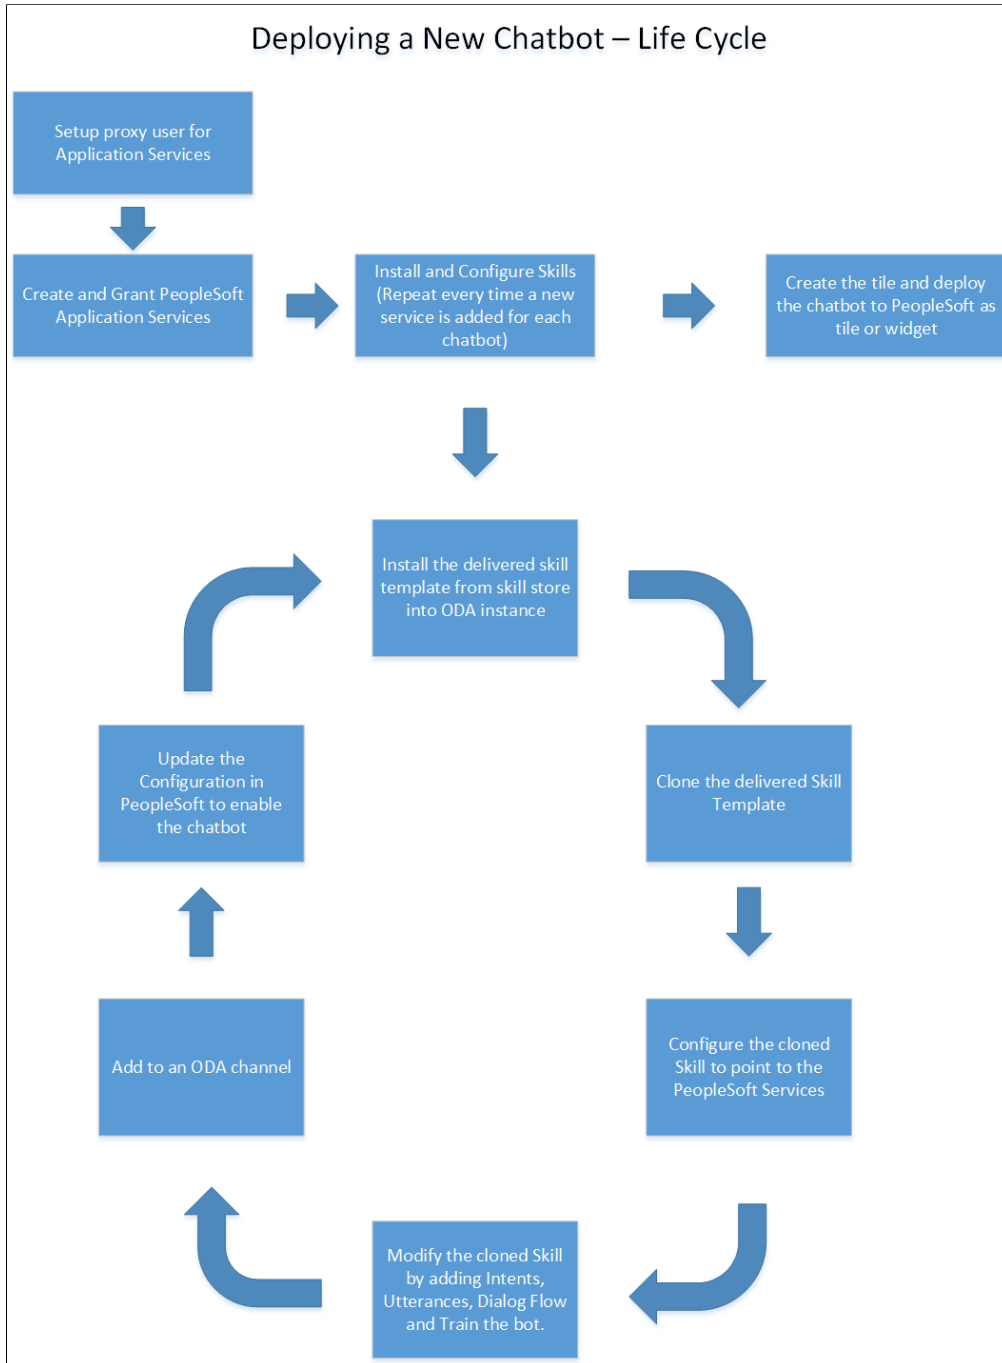 Deploying a New Chatbot – Life Cycle
Setup proxy user for
Application Services
Create and Grant PeopleSoft
Application Services
Install and Configure Skills
(Repeat every time a new
service is added for each
chatbot)
Create the tile and deploy
the chatbot to PeopleSoft as
tile or widget
Install the delivered skill
template from skill store
into ODA instance
Clone the delivered Skill
Template
Configure the cloned
Skill to point to the
PeopleSoft Services
Modify the cloned Skill
by adding Intents,
Utterances, Dialog Flow
and Train the bot.
Add to an ODA channel
Update the
Configuration in
PeopleSoft to enable
the chatbot